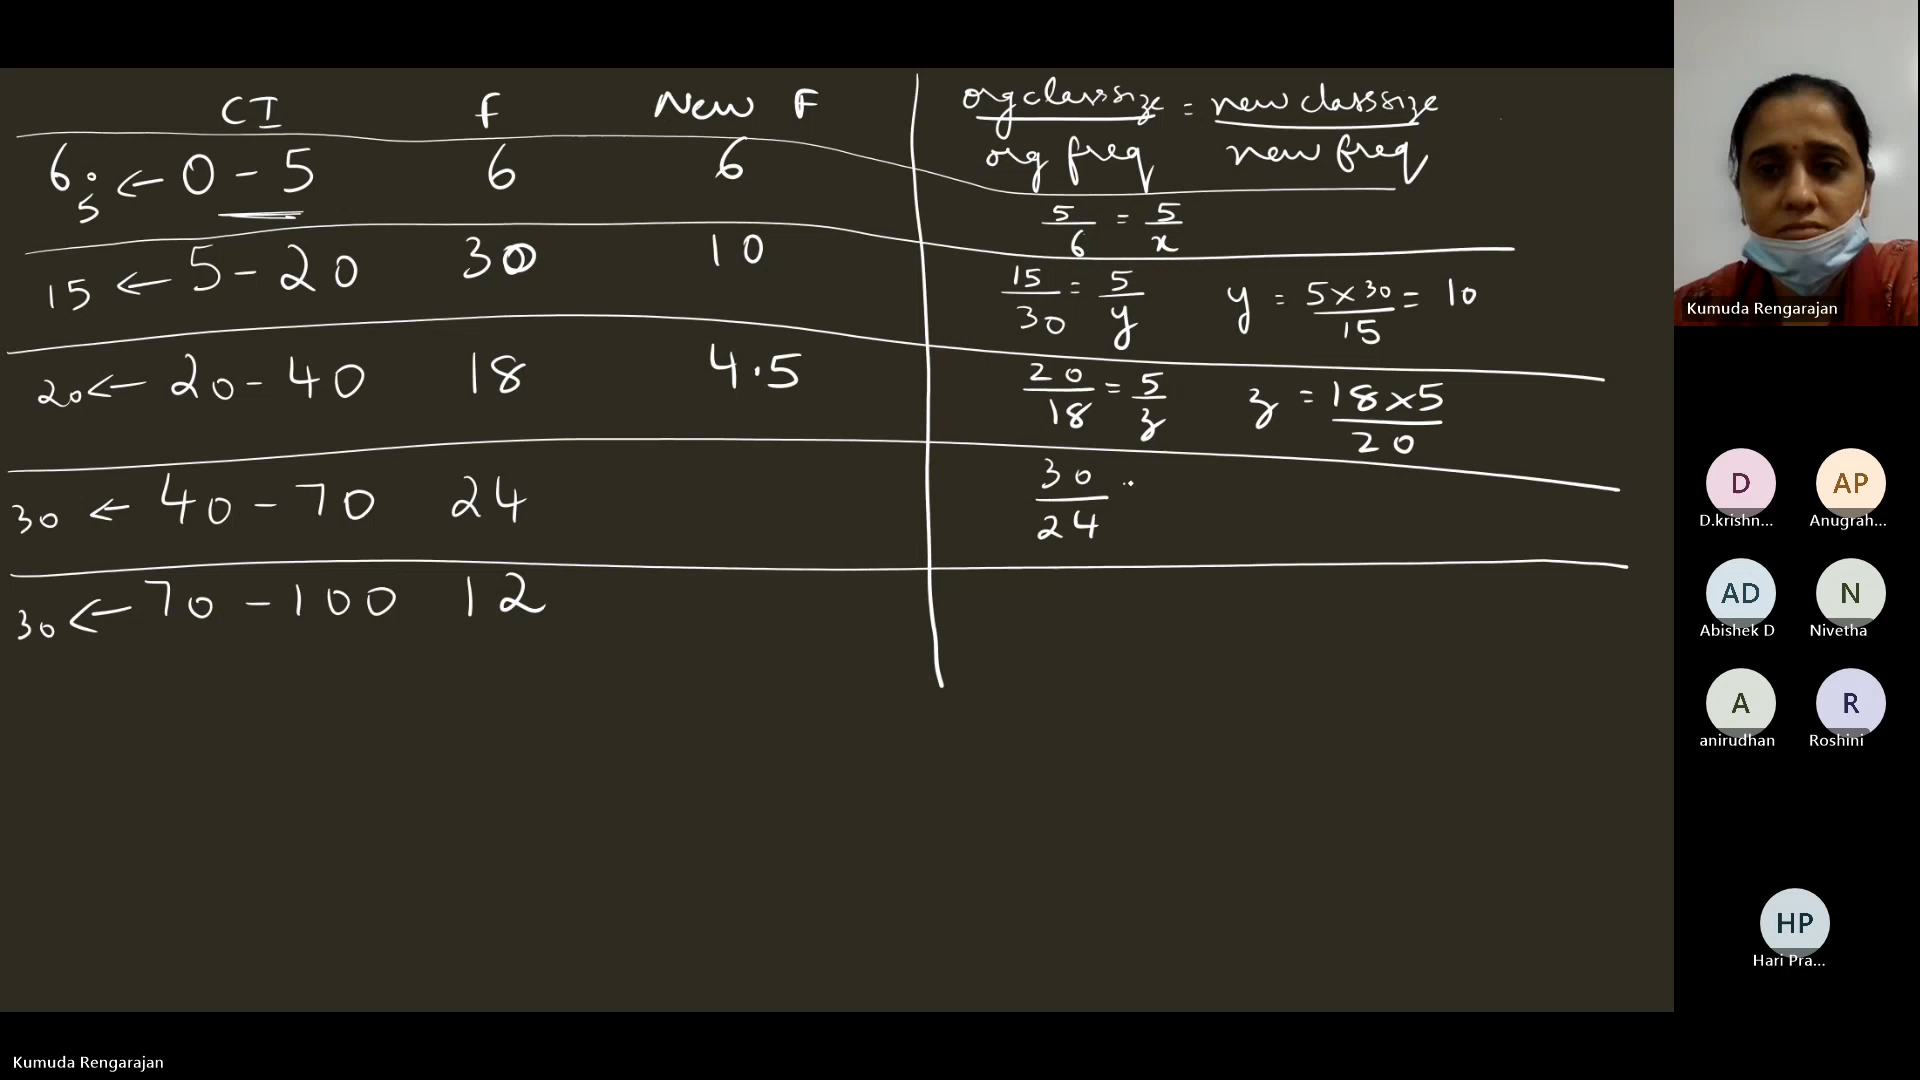 CI f New F
6. 5 ← 0 - 5 6 6
15 ← 5 - 20 30 10
20 ← 20 - 40 18 4.5
30 ← 40 - 70 24
30 ← 70 - 100 12
org class size / org freq = new class size / new freq
5/6 = 5/x
15/30 = 5/y y = 5 x 30 / 15 = 10
20/18 = 5/z z = 18 x 5 / 20
30/24
Kumuda Rengarajan
D
D.krishn...
AP
Anugrah...
AD
Abishek D
N
Nivetha
A
anirudhan
R
Roshini
HP
Hari Pra...
Kumuda Rengarajan